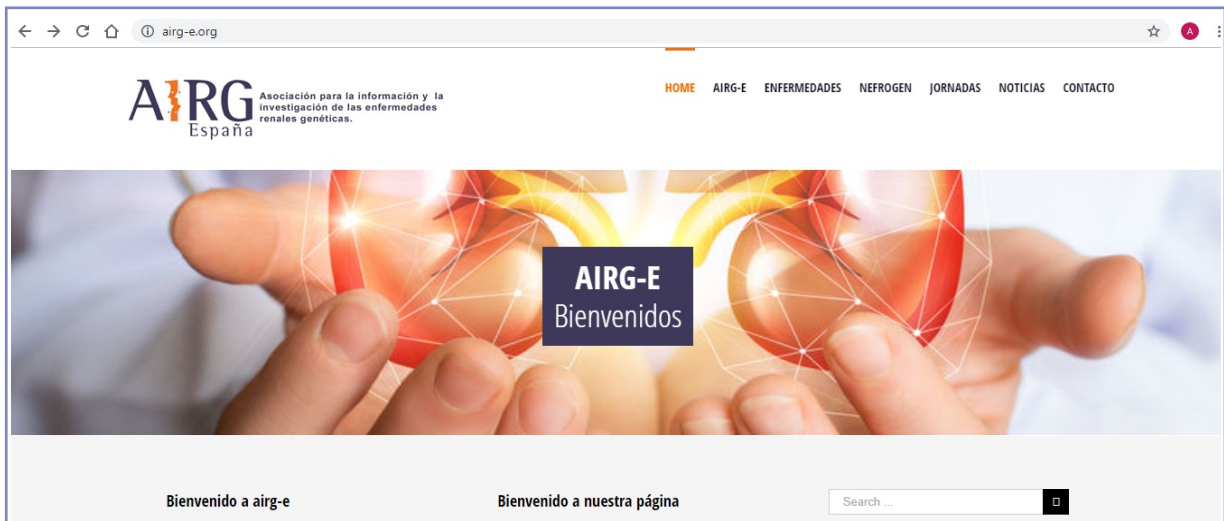 airg-e.org
A
AIRG
España
Asociación para la información y la
investigación de las enfermedades
renales genéticas.
HOME AIRG-E ENFERMEDADES NEFROGEN JORNADAS NOTICIAS CONTACTO
AIRG-E
Bienvenidos
Bienvenido a airg-e
Bienvenido a nuestra página
Search ...